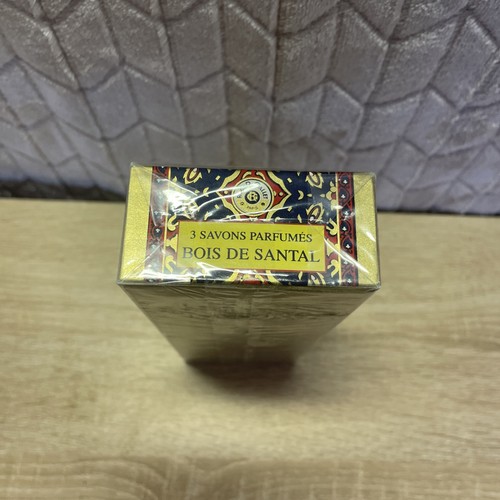 3 SAVONS PARFUMÉS
BOIS DE SANTAL